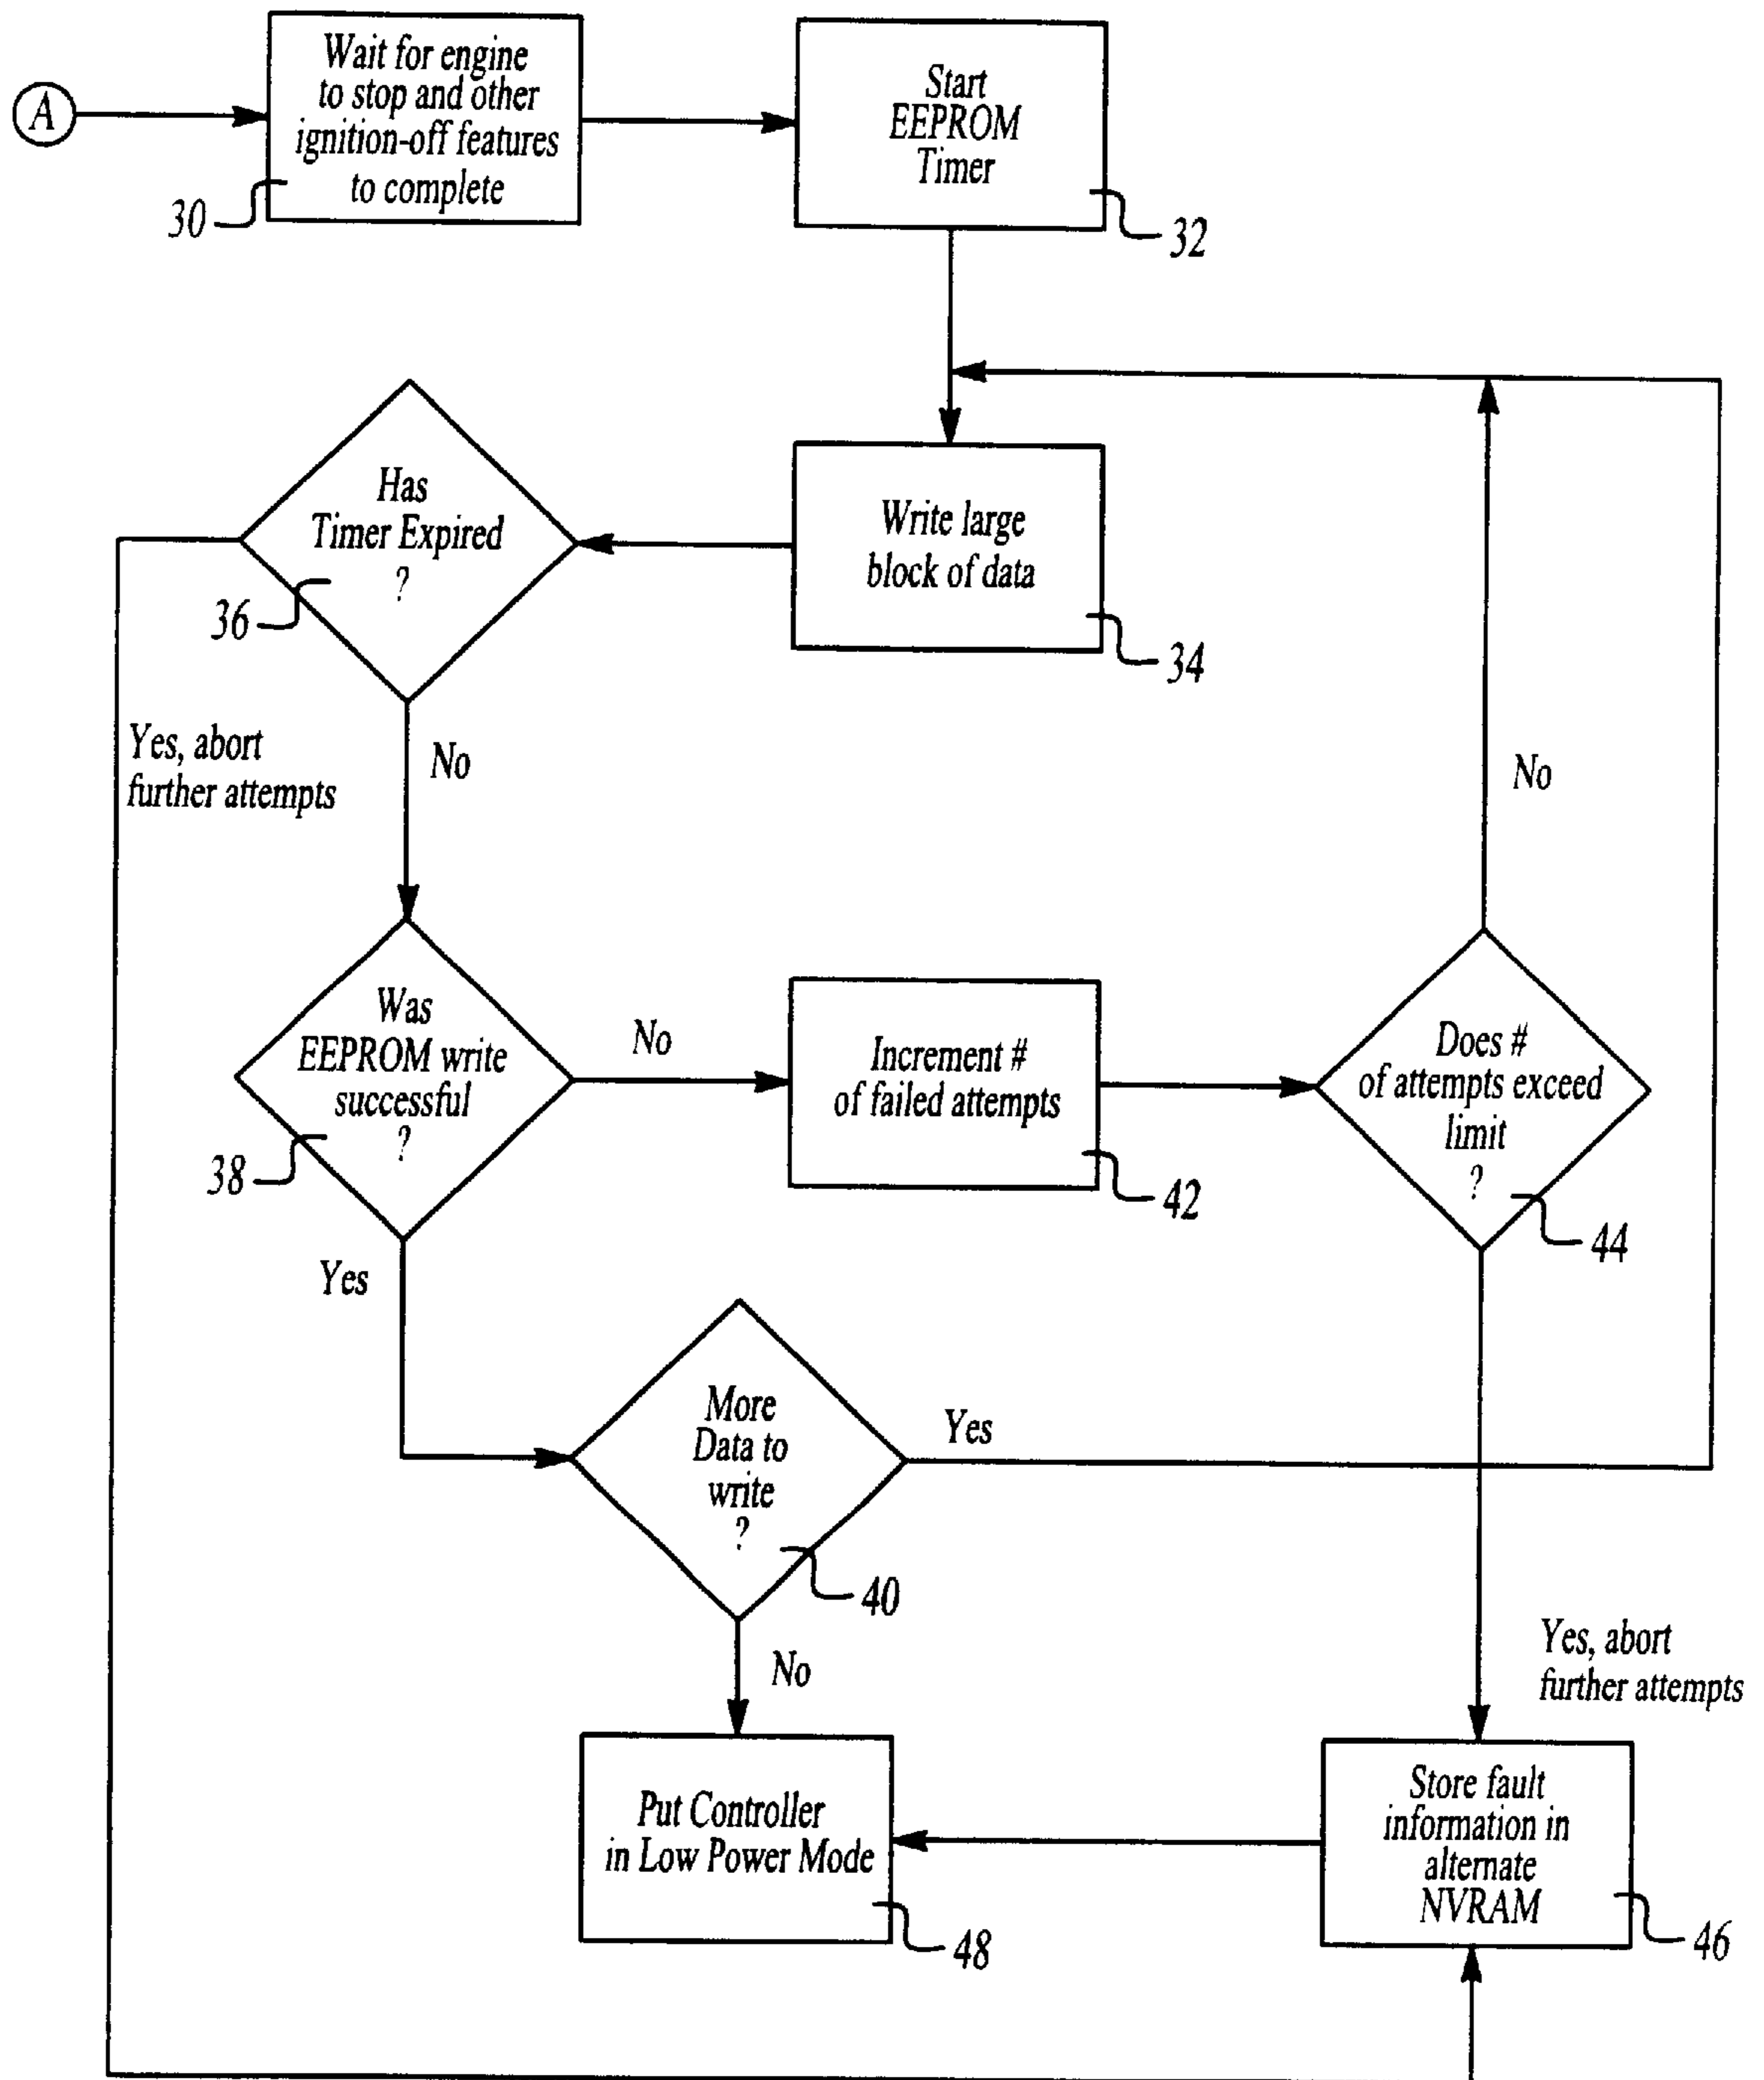 A
Wait for engine
to stop and other
ignition-off features
to complete
30
Start
EEPROM
Timer
32
Has
Timer Expired
?
36
Write large
block of data
34
Yes, abort
further attempts
No
No
Was
EEPROM write
successful
?
38
No
Increment #
of failed attempts
42
Does #
of attempts exceed
limit
?
44
Yes
More
Data to
write
?
40
Yes
No
Yes, abort
further attempts
Put Controller
in Low Power Mode
48
Store fault
information in
alternate
NVRAM
46